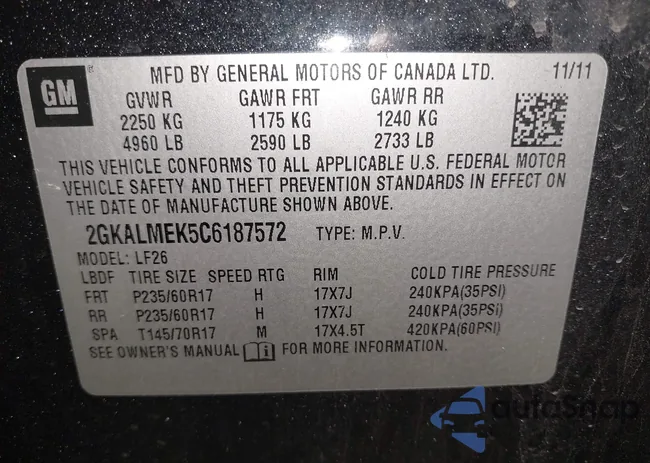 GM
MFD BY GENERAL MOTORS OF CANADA LTD. 11/11
GVWR GAWR FRT GAWR RR
2250 KG 1175 KG 1240 KG
4960 LB 2590 LB 2733 LB
THIS VEHICLE CONFORMS TO ALL APPLICABLE U.S. FEDERAL MOTOR
VEHICLE SAFETY AND THEFT PREVENTION STANDARDS IN EFFECT ON
THE DATE OF MANUFACTURE SHOWN ABOVE.
2GKALMEK5C6187572 TYPE: M.P.V.
MODEL: LF26
LBDF TIRE SIZE SPEED RTG RIM COLD TIRE PRESSURE
FRT P235/60R17 H 17X7J 240KPA(35PSI)
RR P235/60R17 H 17X7J 240KPA(35PSI)
SPA T145/70R17 M 17X4.5T 420KPA(60PSI)
SEE OWNER'S MANUAL FOR MORE INFORMATION.
autoSnap